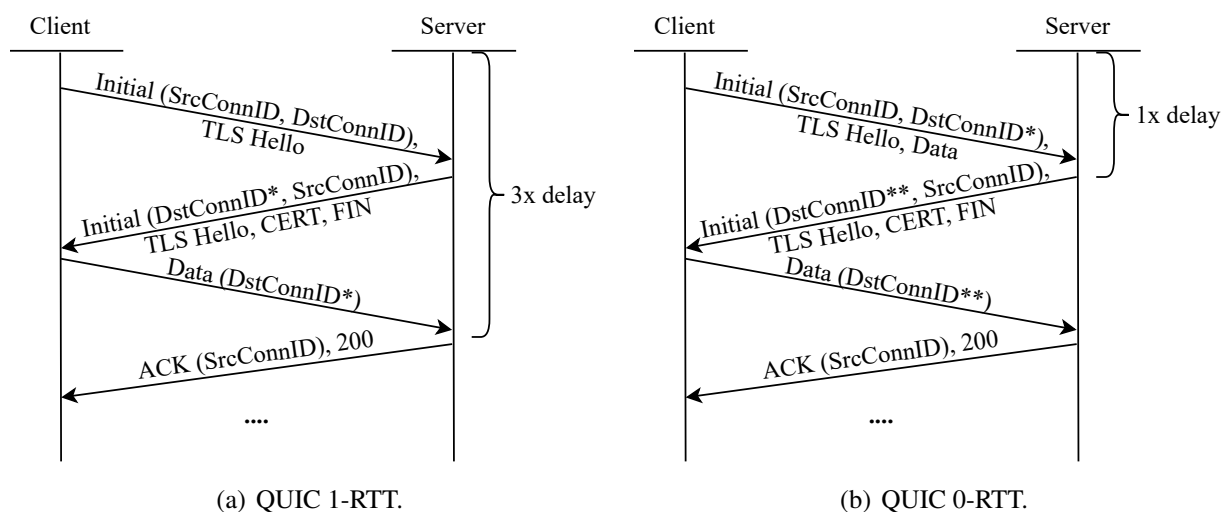 Client
Server
Initial (SrcConnID, DstConnID),
TLS Hello
Initial (DstConnID*, SrcConnID),
TLS Hello, CERT, FIN
Data (DstConnID*)
ACK (SrcConnID), 200
....
3x delay
(a) QUIC 1-RTT.
Client
Server
Initial (SrcConnID, DstConnID*),
TLS Hello, Data
Initial (DstConnID**, SrcConnID),
TLS Hello, CERT, FIN
Data (DstConnID**)
ACK (SrcConnID), 200
....
1x delay
(b) QUIC 0-RTT.